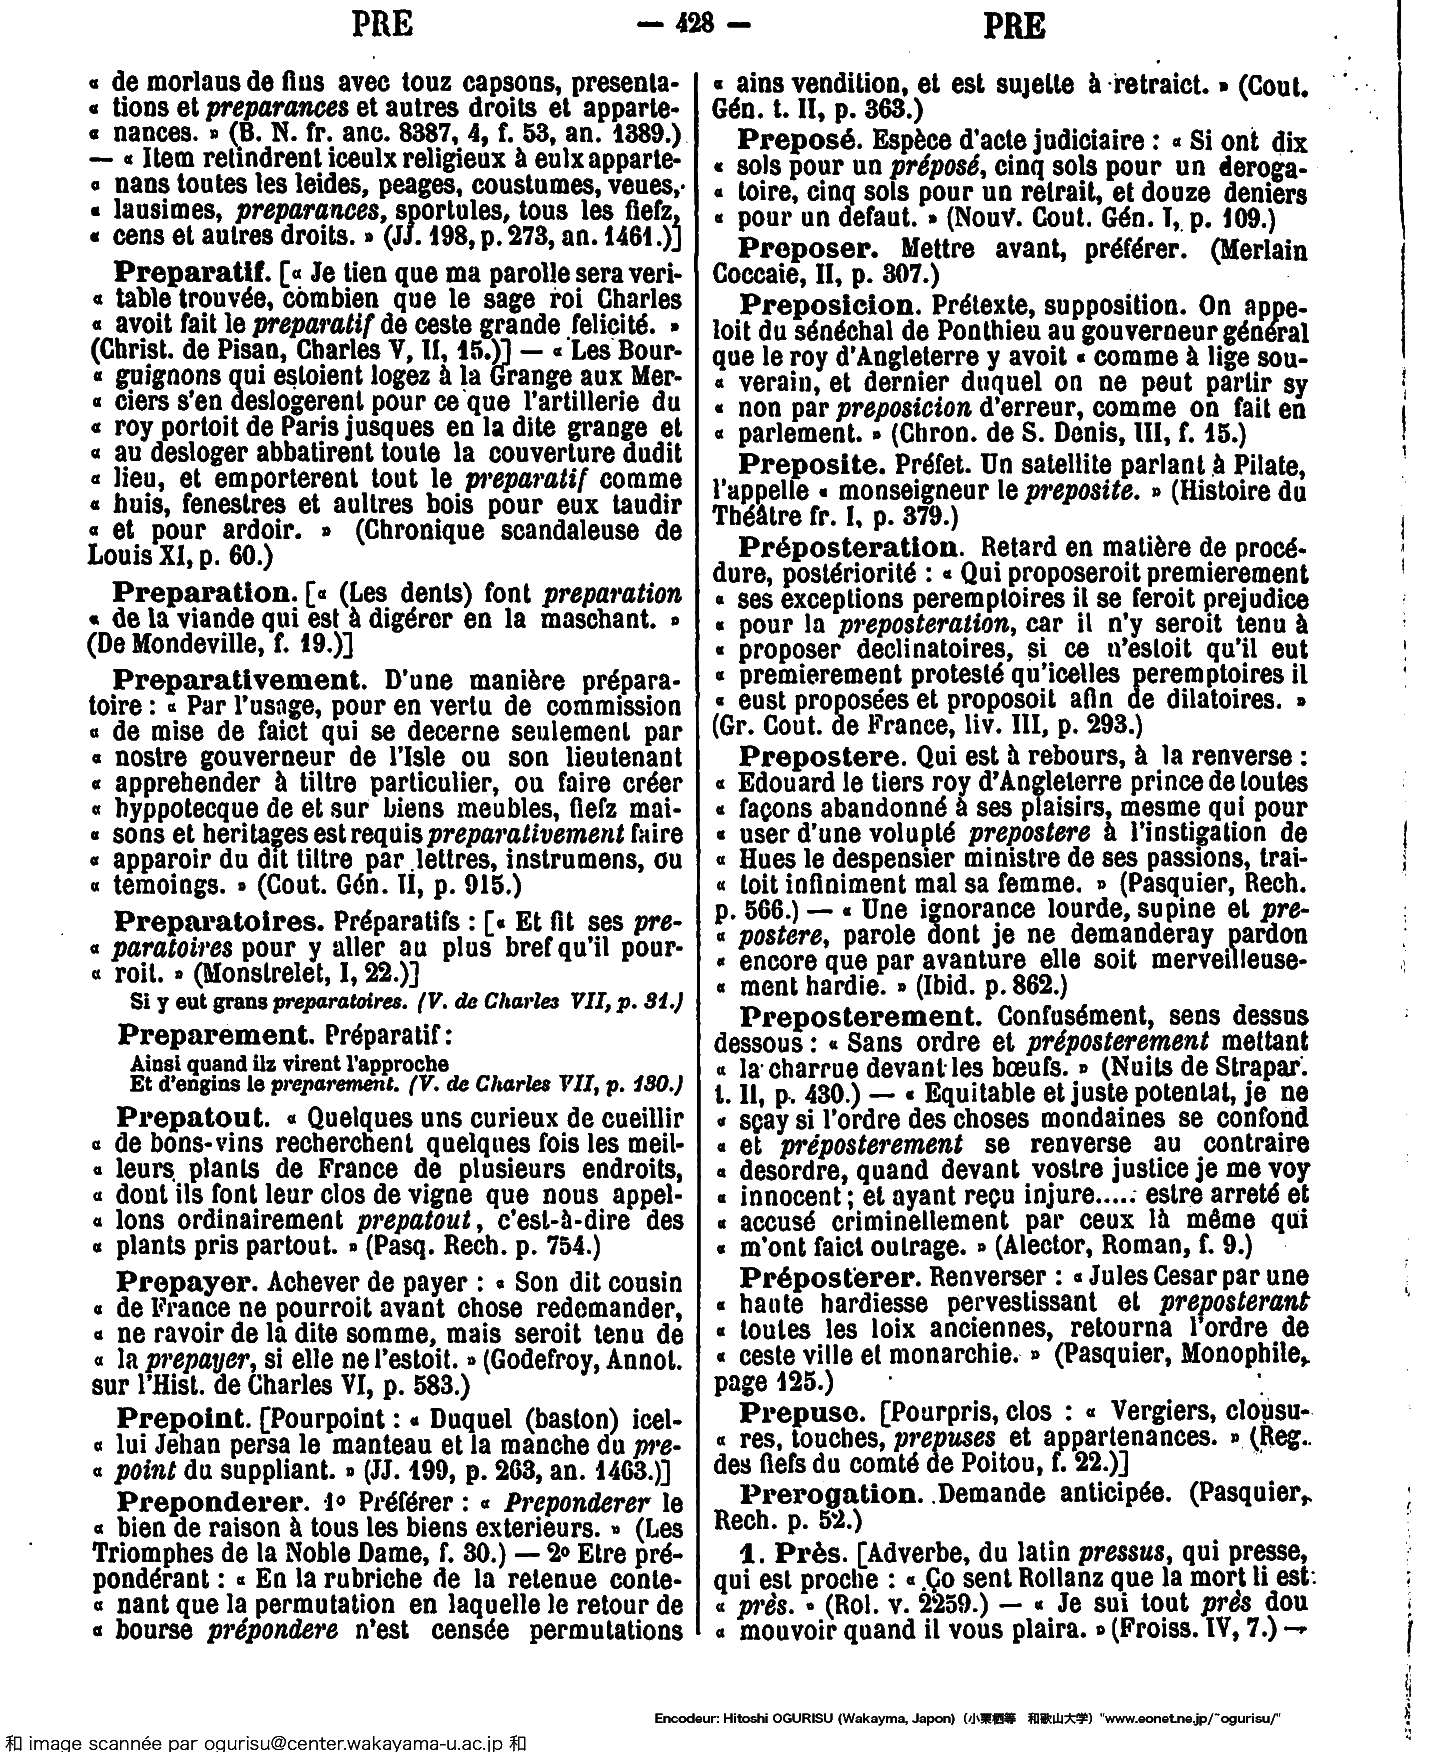 PRE — 428 — PRE
« de morlaus de fius avec touz capsons, presenta-
« tions et preparances et autres droits et apparte-
« nances. » (B. N. fr. anc. 8387, 4, f. 53, an. 1389.)
— « Item retindrent iceulx religieux à eulx apparte-
« nans toutes les leides, peages, coustumes, veues,
« lausimes, preparances, sportules, tous les fiefz,
« cens et autres droits. » (JJ. 198, p. 273, an. 1461.)]
Preparatif. [« Je tien que ma parolle sera veri-
« table trouvée, combien que le sage roi Charles
« avoit fait le preparatif de ceste grande felicité. »
(Christ. de Pisan, Charles V, II, 15.)] — « Les Bour-
« guignons qui estoient logez à la Grange aux Mer-
« ciers s'en deslogerent pour ce que l'artillerie du
« roy portoit de Paris jusques en la dite grange et
« au desloger abbatirent toute la couverture dudit
« lieu, et emporterent tout le preparatif comme
« huis, fenestres et aultres bois pour eux taudir
« et pour ardoir. » (Chronique scandaleuse de
Louis XI, p. 60.)
Preparation. [« (Les dents) font preparation
« de la viande qui est à digérer en la maschant. »
(De Mondeville, f. 19.)]
Preparativement. D'une manière prépara-
toire : « Par l'usage, pour en vertu de commission
« de mise de faict qui se decerne seulement par
« nostre gouverneur de l'Isle ou son lieutenant
« apprehender à tiltre particulier, ou faire créer
« hyppotecque de et sur biens meubles, fiefz mai-
« sons et heritages est requis preparativement faire
« apparoir du dit tiltre par lettres, instrumens, ou
« temoings. » (Cout. Gén. II, p. 915.)
Preparatoires. Préparatifs : [« Et fit ses pre-
« paratoires pour y aller au plus bref qu'il pour-
« roit. » (Monstrelet, I, 22.)]
Si y eut grans preparatoires. (V. de Charles VII, p. 31.)
Preparement. Préparatif :
Ainsi quand ilz virent l'approche
Et d'engins le preparement. (V. de Charles VII, p. 130.)
Prepatout. « Quelques uns curieux de cueillir
« de bons-vins recherchent quelques fois les meil-
« leurs plants de France de plusieurs endroits,
« dont ils font leur clos de vigne que nous appel-
« lons ordinairement prepatout, c'est-à-dire des
« plants pris partout. » (Pasq. Rech. p. 754.)
Prepayer. Achever de payer : « Son dit cousin
« de France ne pourroit avant chose redemander,
« ne ravoir de la dite somme, mais seroit tenu de
« la prepayer, si elle ne l'estoit. » (Godefroy, Annot.
sur l'Hist. de Charles VI, p. 583.)
Prepoint. [Pourpoint : « Duquel (baston) icel-
« lui Jehan persa le manteau et la manche du pre-
« point du suppliant. » (JJ. 199, p. 263, an. 1463.)]
Preponderer. 1º Préférer : « Preponderer le
« bien de raison à tous les biens exterieurs. » (Les
Triomphes de la Noble Dame, f. 30.) — 2º Etre pré-
pondérant : « En la rubriche de la retenue conte-
« nant que la permutation en laquelle le retour de
« bourse prépondere n'est censée permutations
« ains vendition, et est sujette à retraict. » (Cout.
Gén. t. II, p. 363.)
Preposé. Espèce d'acte judiciaire : « Si ont dix
« sols pour un préposé, cinq sols pour un deroga-
« toire, cinq sols pour un retrait, et douze deniers
« pour un defaut. » (Nouv. Cout. Gén. I, p. 109.)
Preposer. Mettre avant, préférer. (Merlain
Coccaie, II, p. 307.)
Preposicion. Prétexte, supposition. On appe-
loit du sénéchal de Ponthieu au gouverneur général
que le roy d'Angleterre y avoit « comme à lige sou-
« verain, et dernier duquel on ne peut partir sy
« non par preposicion d'erreur, comme on fait en
« parlement. » (Chron. de S. Denis, III, f. 15.)
Preposite. Préfet. Un satellite parlant à Pilate,
l'appelle « monseigneur le preposite. » (Histoire du
Théâtre fr. I, p. 379.)
Préposteration. Retard en matière de procé-
dure, postériorité : « Qui proposeroit premierement
« ses exceptions peremptoires il se feroit prejudice
« pour la preposteration, car il n'y seroit tenu à
« proposer declinatoires, si ce n'estoit qu'il eut
« premierement protesté qu'icelles peremptoires il
« eust proposées et proposoit afin de dilatoires. »
(Gr. Cout. de France, liv. III, p. 293.)
Prepostere. Qui est à rebours, à la renverse :
« Edouard le tiers roy d'Angleterre prince de toutes
« façons abandonné à ses plaisirs, mesme qui pour
« user d'une volupté prepostere à l'instigation de
« Hues le despensier ministre de ses passions, trai-
« toit infiniment mal sa femme. » (Pasquier, Rech.
p. 566.) — « Une ignorance lourde, supine et pre-
« postere, parole dont je ne demanderay pardon
« encore que par avanture elle soit merveilleuse-
« ment hardie. » (Ibid. p. 862.)
Preposterement. Confusément, sens dessus
dessous : « Sans ordre et préposterement mettant
« la charrue devant les bœufs. » (Nuits de Strapar.
t. II, p. 430.) — « Equitable et juste potentat, je ne
« sçay si l'ordre des choses mondaines se confond
« et préposterement se renverse au contraire
« desordre, quand devant vostre justice je me voy
« innocent ; et ayant reçu injure..... estre arreté et
« accusé criminellement par ceux là même qui
« m'ont faict outrage. » (Alector, Roman, f. 9.)
Préposterer. Renverser : « Jules Cesar par une
« haute hardiesse pervestissant et preposterant
« toutes les loix anciennes, retourna l'ordre de
« ceste ville et monarchie. » (Pasquier, Monophile,
page 125.)
Prepuse. [Pourpris, clos : « Vergiers, clousu-
« res, touches, prepuses et appartenances. » (Reg.
des fiefs du comté de Poitou, f. 22.)]
Prerogation. Demande anticipée. (Pasquier,
Rech. p. 52.)
1. Près. [Adverbe, du latin pressus, qui presse,
qui est proche : « Ço sent Rollanz que la mort li est
« près. » (Rol. v. 2259.) — « Je sui tout près dou
« mouvoir quand il vous plaira. » (Froiss. IV, 7.) —
Encodeur: Hitoshi OGURISU (Wakayma, Japon) (小栗栖等 和歌山大学) "www.eonet.ne.jp/~ogurisu/"
和 image scannée par ogurisu@center.wakayama-u.ac.jp 和